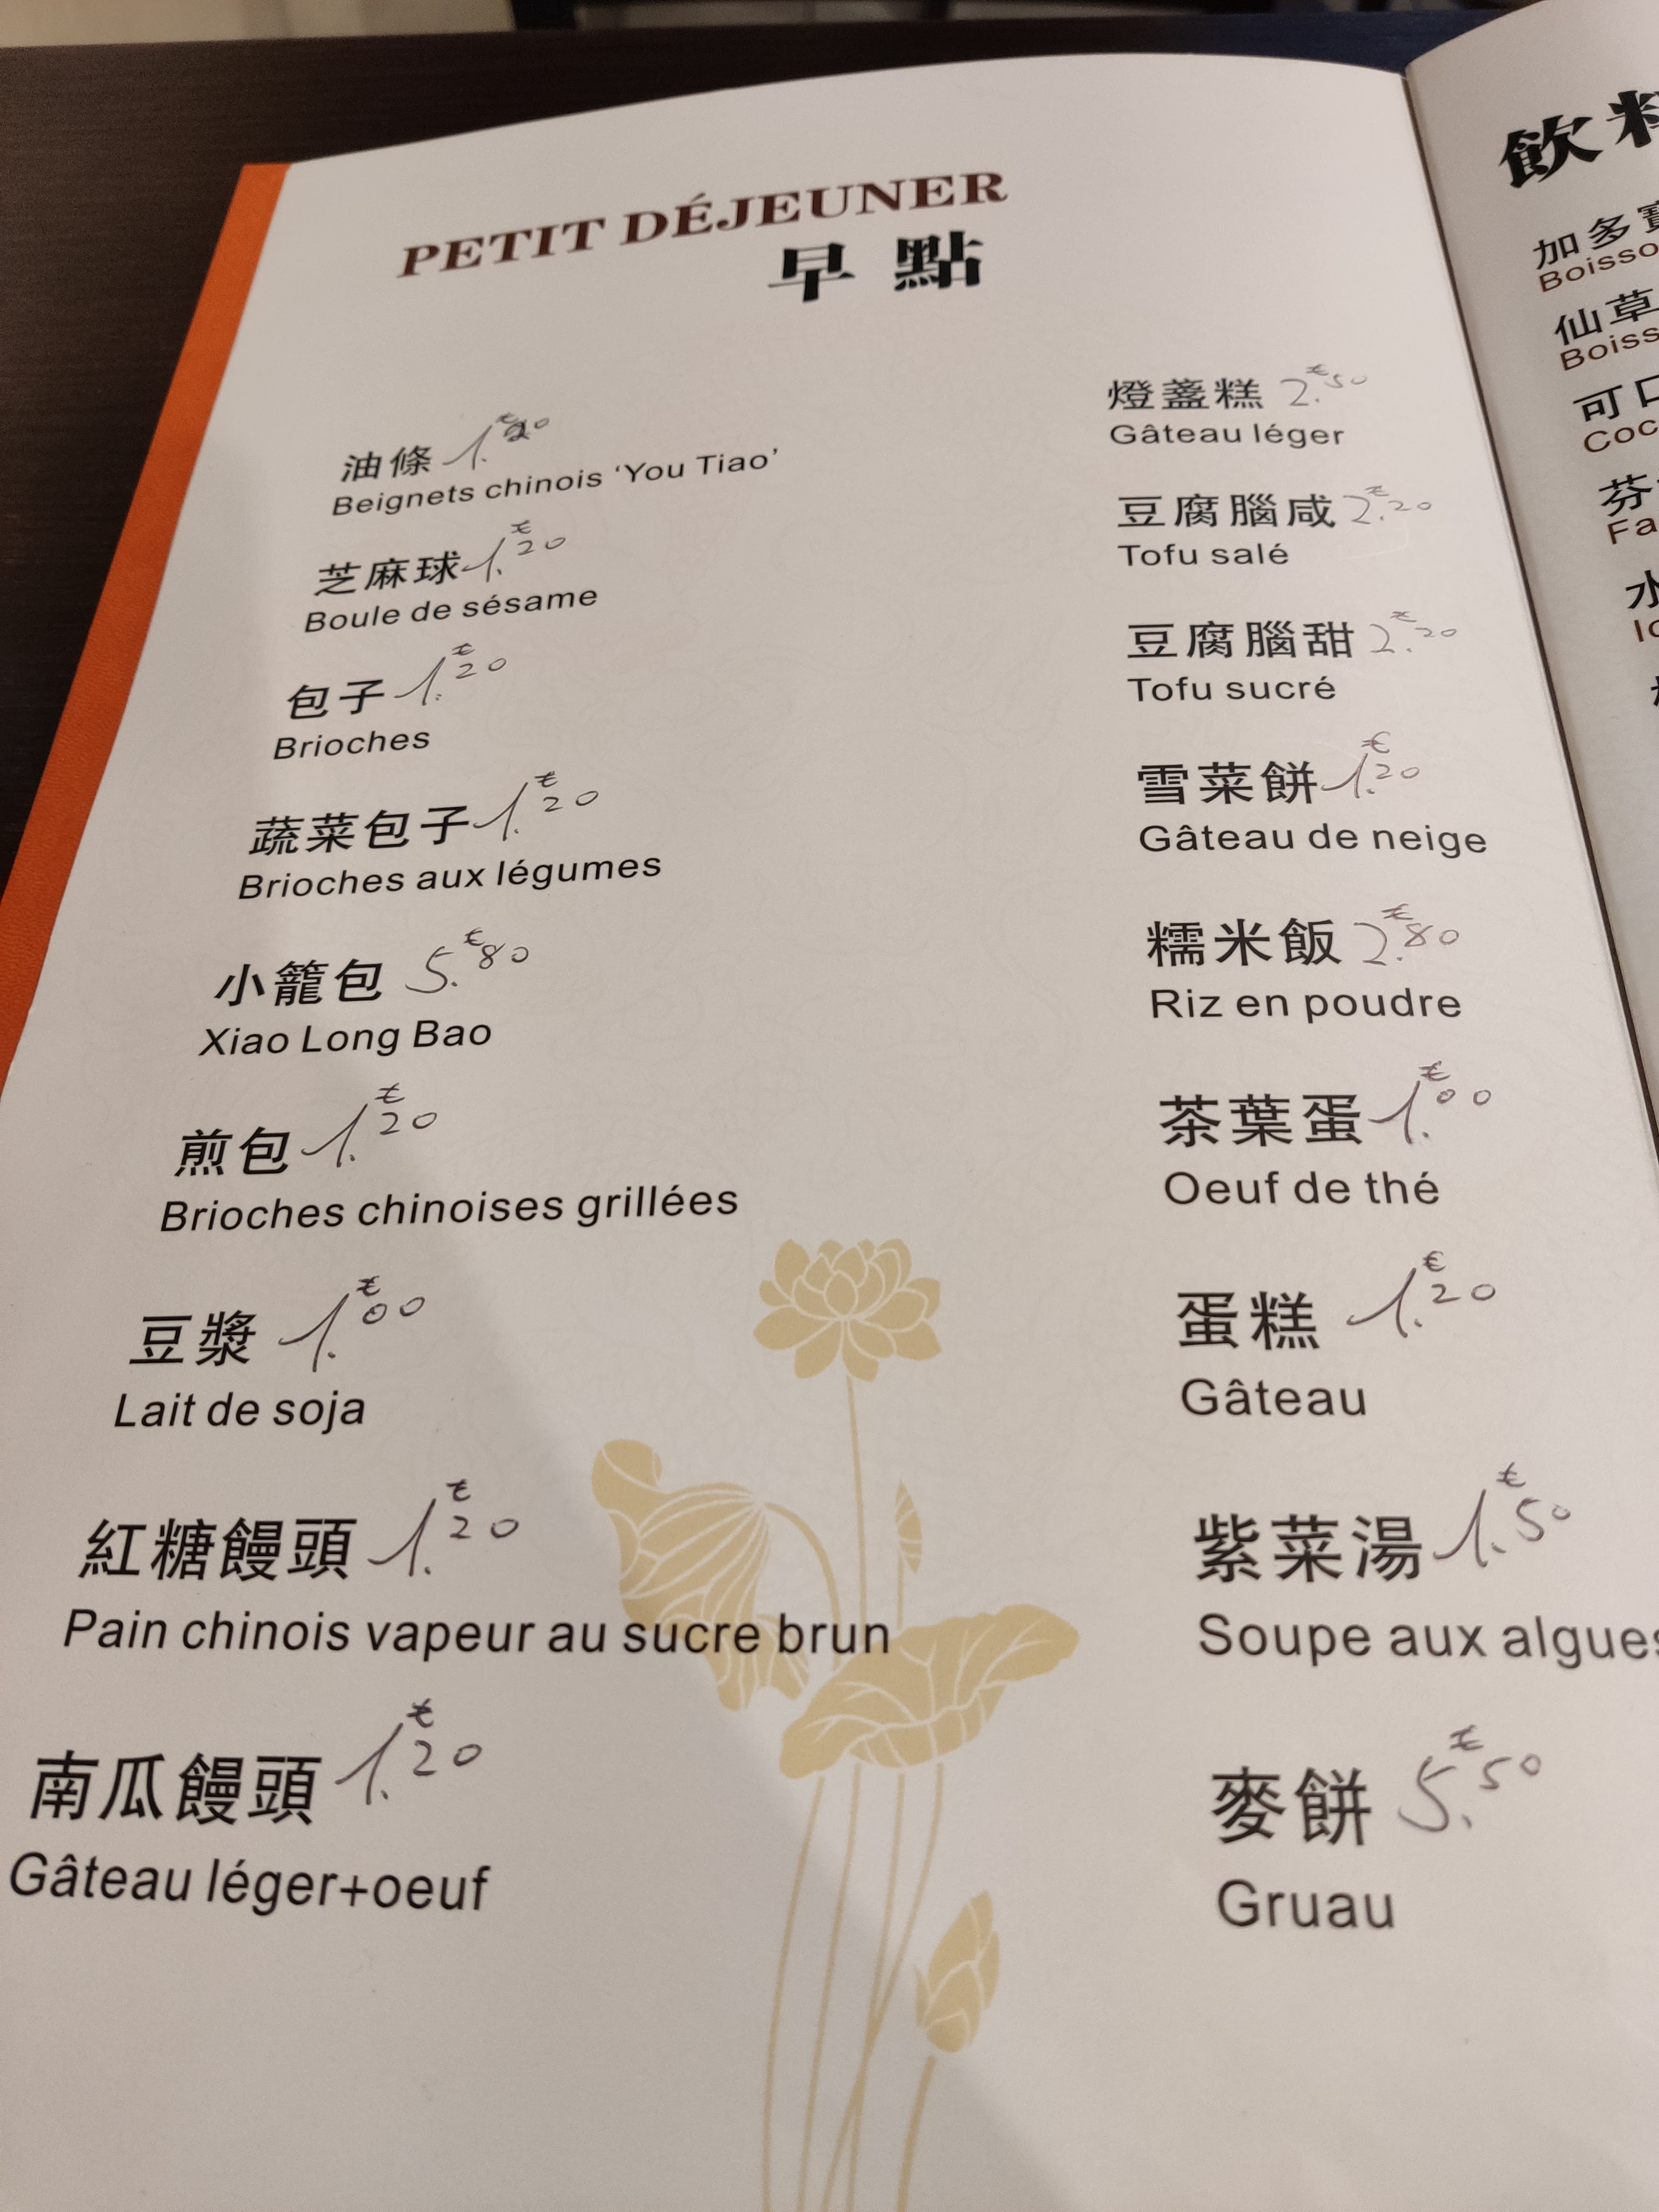 PETIT DÉJEUNER
早點
油條
Beignets chinois ‘You Tiao’
芝麻球 1.€20
Boule de sésame
包子 1.€20
Brioches
蔬菜包子 1.€20
Brioches aux légumes
小籠包 5.€80
Xiao Long Bao
煎包 1.€20
Brioches chinoises grillées
豆漿 1.€00
Lait de soja
紅糖饅頭 1.€20
Pain chinois vapeur au sucre brun
南瓜饅頭 1.€20
Gâteau léger+oeuf
燈盞糕 2.€50
Gâteau léger
豆腐腦咸 2.€20
Tofu salé
豆腐腦甜 2.€20
Tofu sucré
雪菜餅 1.€20
Gâteau de neige
糯米飯 2.€80
Riz en poudre
茶葉蛋 1.€00
Oeuf de thé
蛋糕 1.€20
Gâteau
紫菜湯 1.€50
Soupe aux algues
麥餅 5.€50
Gruau
飲料
加多寶
仙草
可口